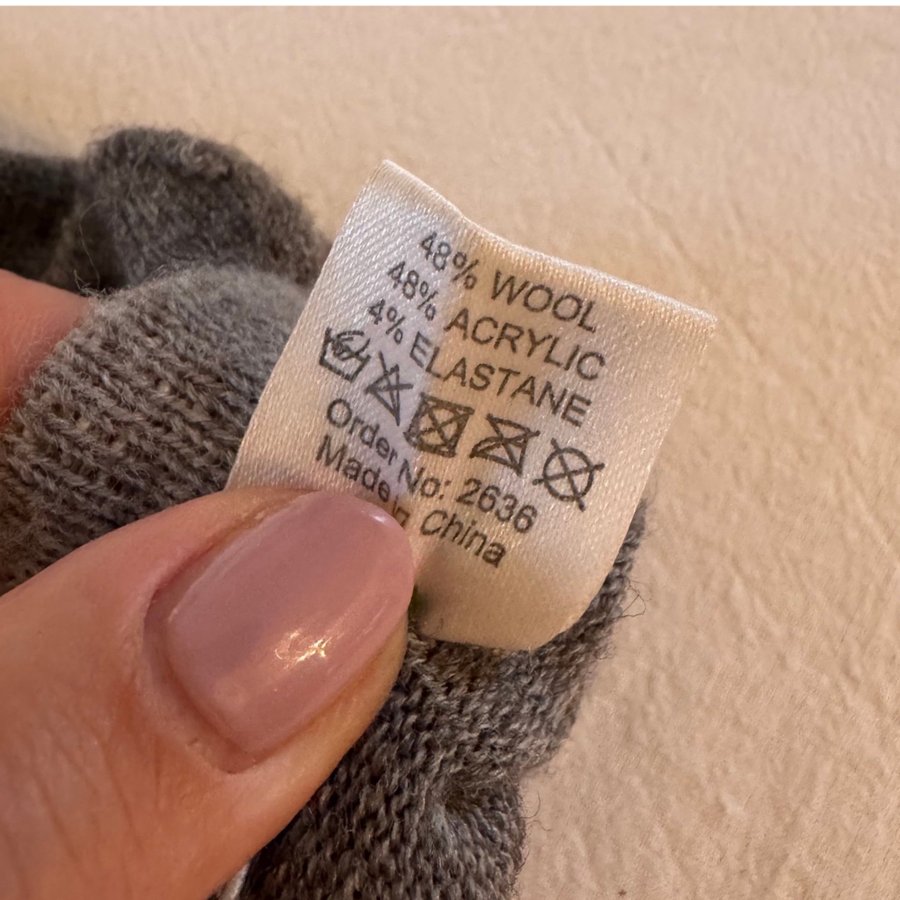 48% WOOL
48% ACRYLIC
4% ELASTANE
Order No: 2636
Made in China